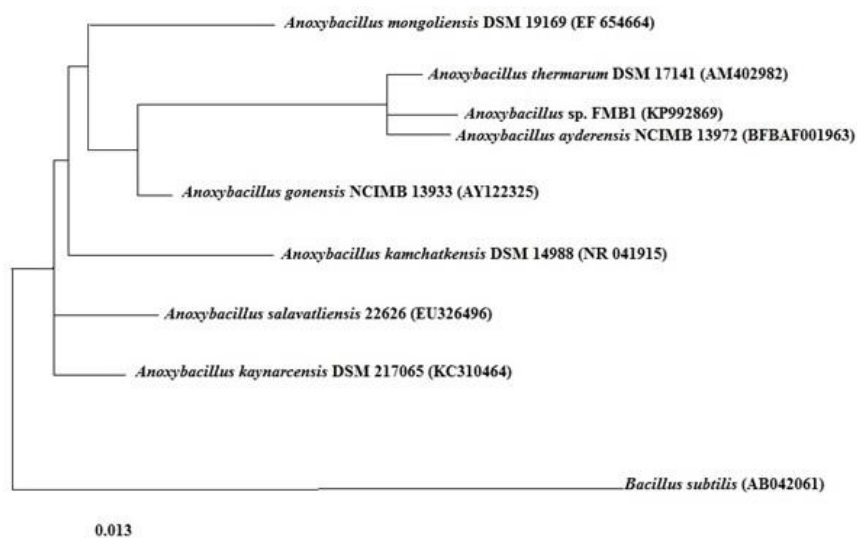 Anoxybacillus mongoliensis DSM 19169 (EF 654664)
Anoxybacillus thermarum DSM 17141 (AM402982)
Anoxybacillus sp. FMB1 (KP992869)
Anoxybacillus ayderensis NCIMB 13972 (BFBAF001963)
Anoxybacillus gonensis NCIMB 13933 (AY122325)
Anoxybacillus kamchatkensis DSM 14988 (NR 041915)
Anoxybacillus salavatliensis 22626 (EU326496)
Anoxybacillus kaynarcensis DSM 217065 (KC310464)
Bacillus subtilis (AB042061)
0.013